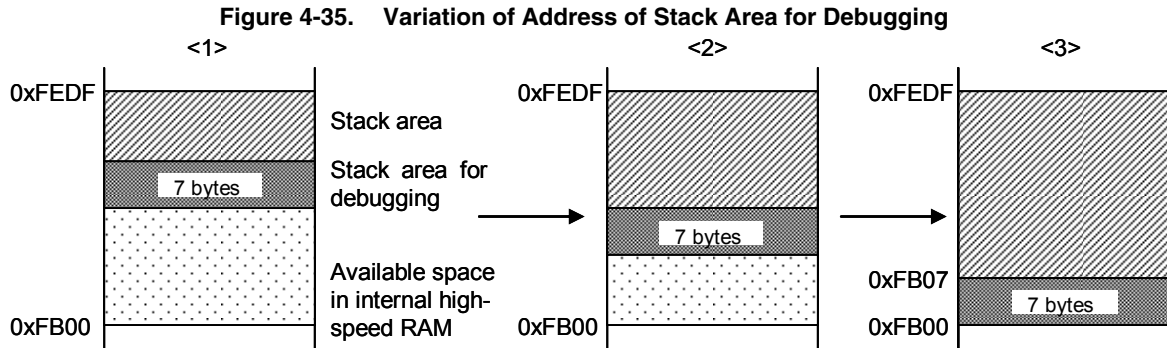 Figure 4-35. Variation of Address of Stack Area for Debugging
<1>
<2>
<3>
0xFEDF
Stack area
Stack area for
debugging
7 bytes
Available space
in internal high-
speed RAM
0xFB00
0xFEDF
7 bytes
0xFB00
0xFEDF
0xFB07
7 bytes
0xFB00